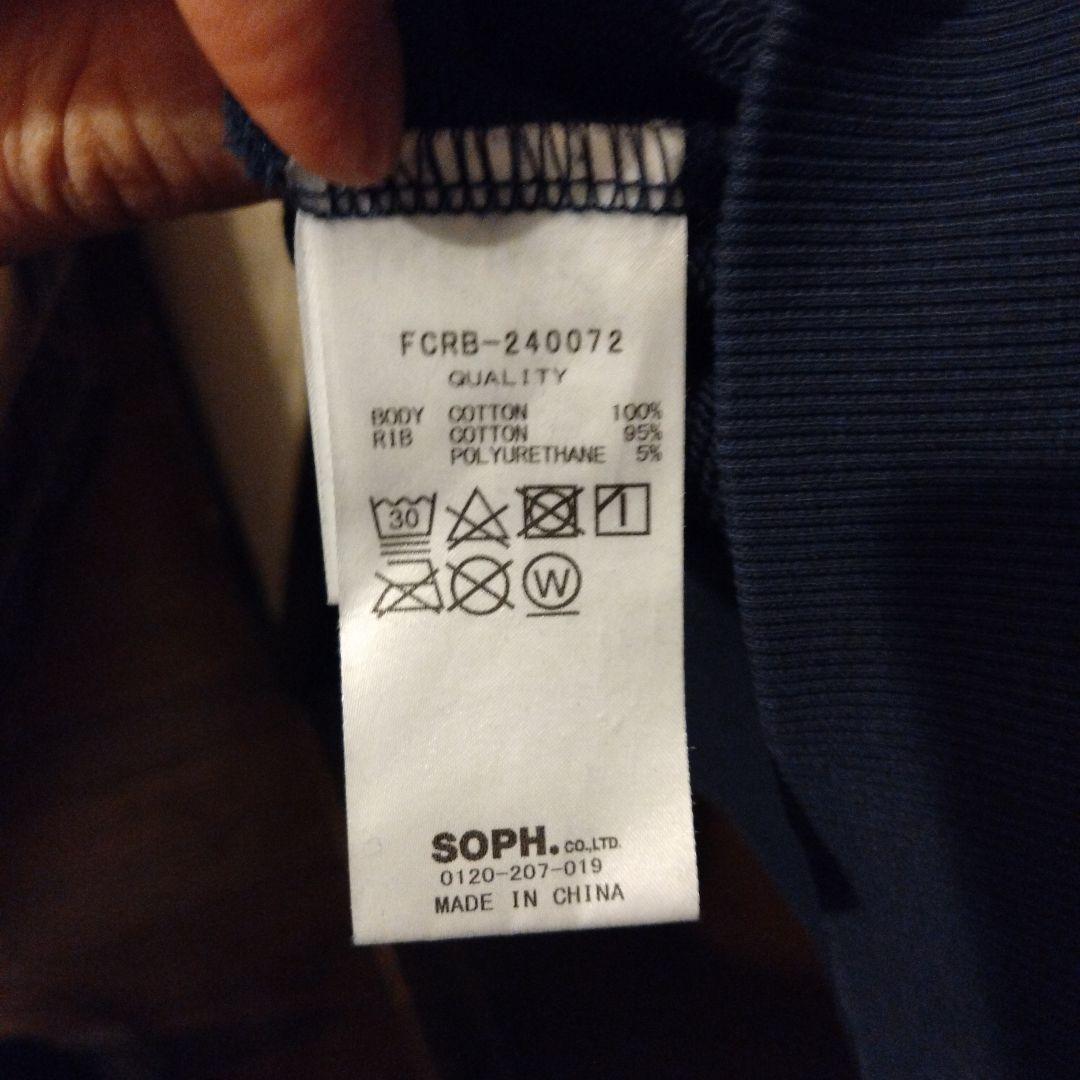 FCRB-240072
QUALITY
BODY COTTON 100%
RIB COTTON 95%
POLYURETHANE 5%
30
W
SOPH. CO.,LTD.
0120-207-019
MADE IN CHINA